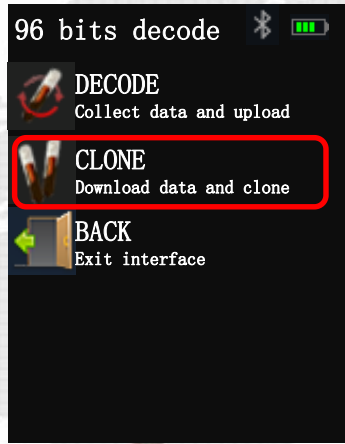 96 bits decode
DECODE
Collect data and upload
CLONE
Download data and clone
BACK
Exit interface